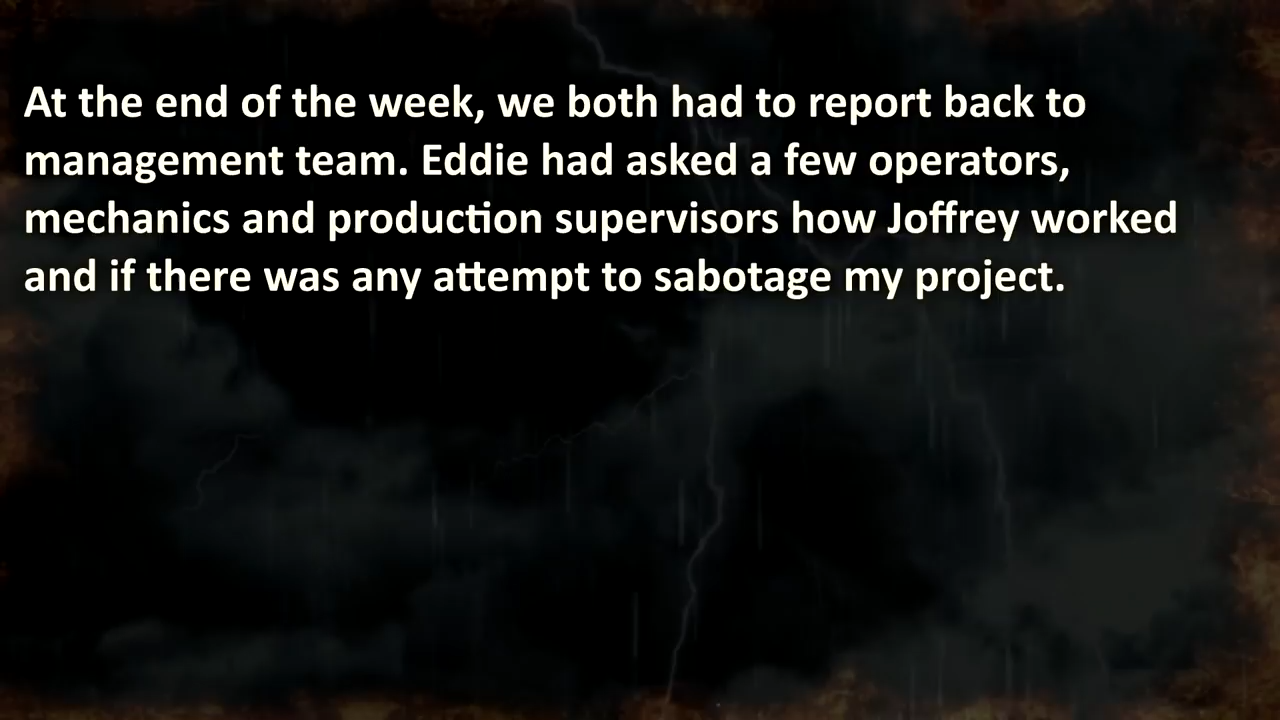 At the end of the week, we both had to report back to
management team. Eddie had asked a few operators,
mechanics and production supervisors how Joffrey worked
and if there was any attempt to sabotage my project.